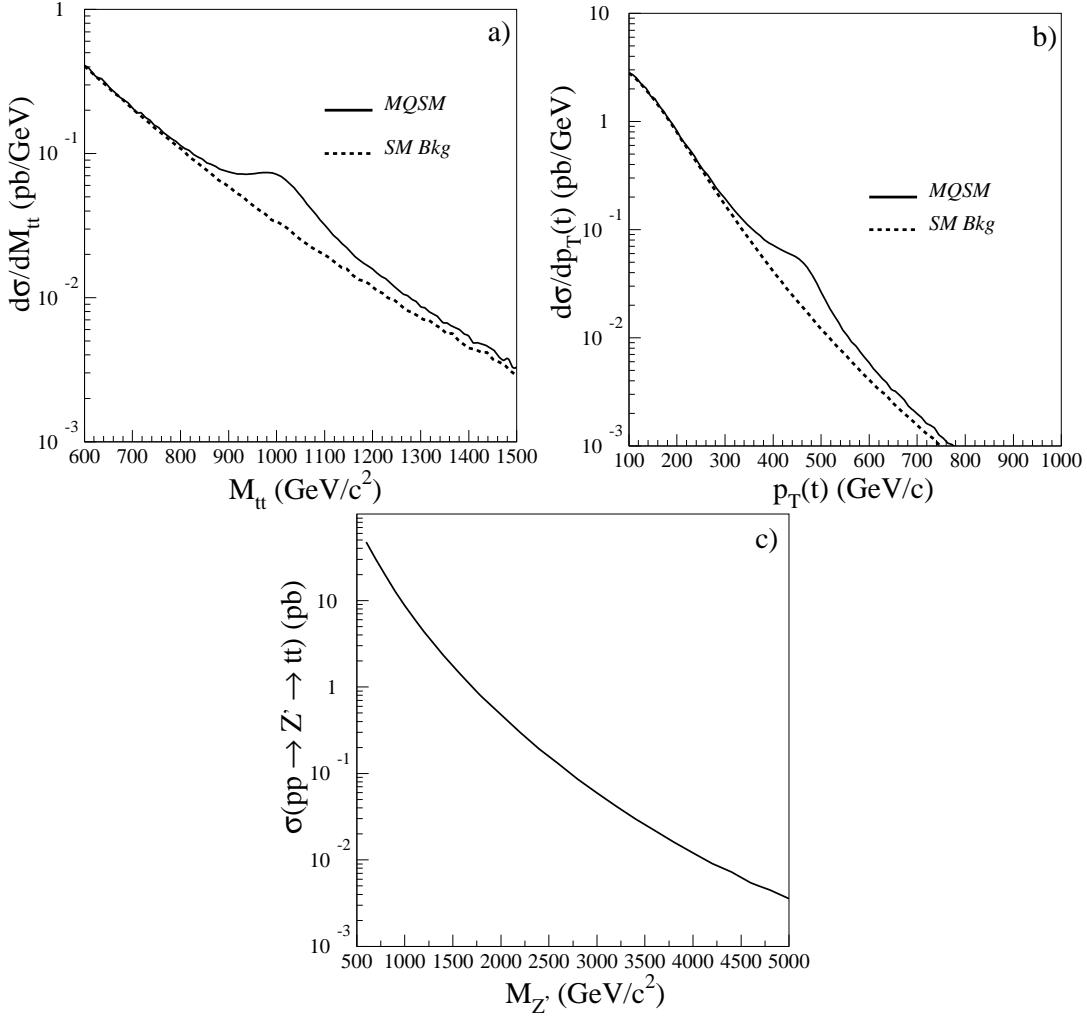 a)
1
10 -1
10 -2
10 -3
dσ/dM_tt (pb/GeV)
MQSM
SM Bkg
600 700 800 900 1000 1100 1200 1300 1400 1500
M_tt (GeV/c²)
b)
10
1
10 -1
10 -2
10 -3
dσ/dp_T(t) (pb/GeV)
MQSM
SM Bkg
100 200 300 400 500 600 700 800 900 1000
p_T(t) (GeV/c)
c)
10
1
10 -1
10 -2
10 -3
σ(pp → Z' → tt) (pb)
500 1000 1500 2000 2500 3000 3500 4000 4500 5000
M_Z' (GeV/c²)